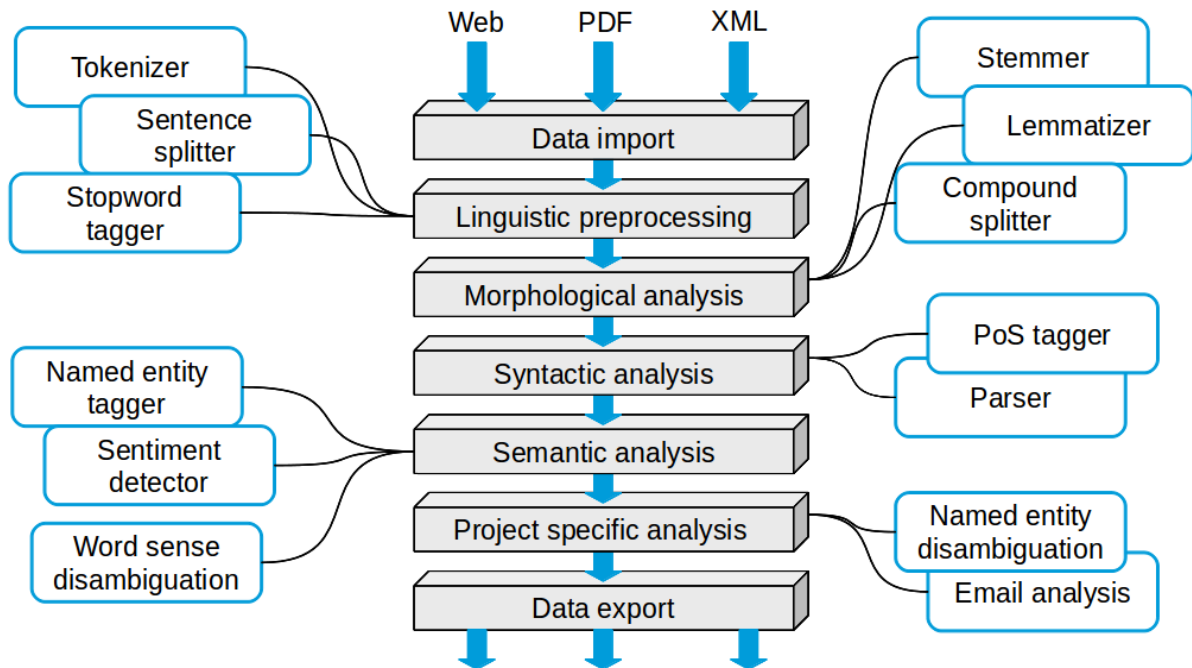 Web
PDF
XML
Tokenizer
Sentence
splitter
Stopword
tagger
Stemmer
Lemmatizer
Compound
splitter
Data import
Linguistic preprocessing
Morphological analysis
Syntactic analysis
PoS tagger
Parser
Named entity
tagger
Sentiment
detector
Word sense
disambiguation
Semantic analysis
Project specific analysis
Named entity
disambiguation
Email analysis
Data export